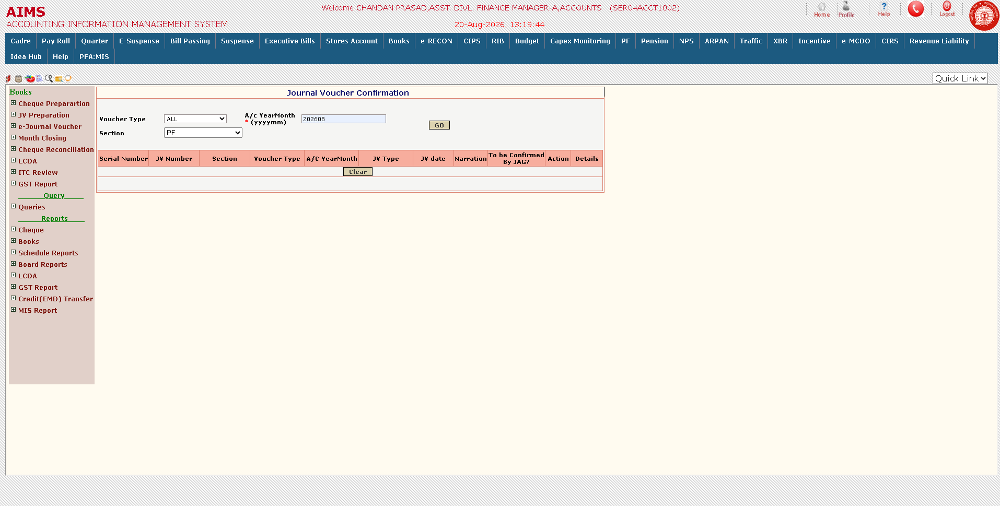 AIMS
ACCOUNTING INFORMATION MANAGEMENT SYSTEM
Welcome CHANDAN PRASAD,ASST. DIVL. FINANCE MANAGER-A,ACCOUNTS (SER04ACCT1002)
20-Aug-2026, 13:19:44
Home Profile Help Logout
Cadre Pay Roll Quarter E-Suspense Bill Passing Suspense Executive Bills Stores Account Books e-RECON CIPS RIB Budget Capex Monitoring PF Pension NPS ARPAN Traffic XBR Incentive e-MCDO CIRS Revenue Liability
Idea Hub Help PFA:MIS
Quick Link
Books
Cheque Preparartion
JV Preparation
e-Journal Voucher
Month Closing
Cheque Reconciliation
LCDA
ITC Review
GST Report
Query
Queries
Reports
Cheque
Books
Schedule Reports
Board Reports
LCDA
GST Report
Credit(EMD) Transfer
MIS Report
Journal Voucher Confirmation
Voucher Type ALL A/c YearMonth * (yyyymm) 202608
GO
Section PF
Serial Number JV Number Section Voucher Type A/C YearMonth JV Type JV date Narration To be Confirmed By JAG? Action Details
Clear